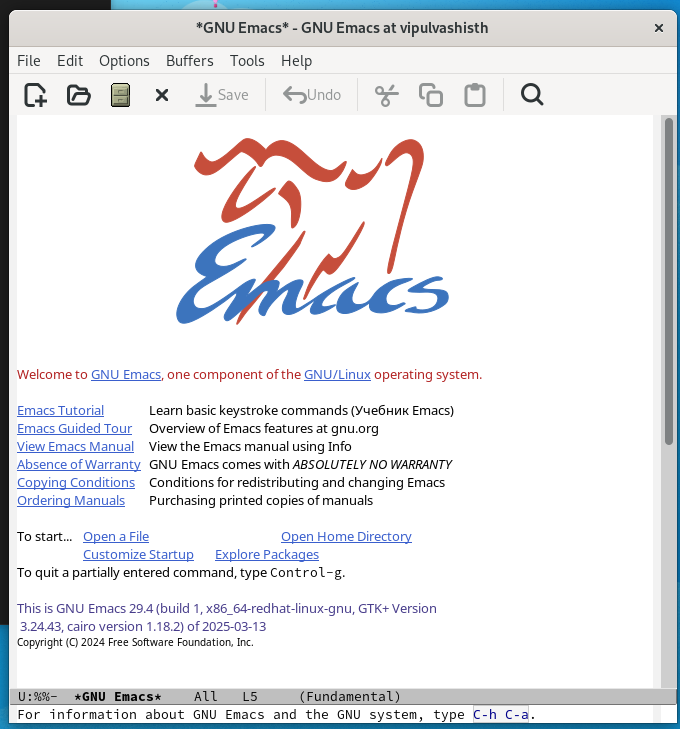 *GNU Emacs* - GNU Emacs at vipulvashisth
File Edit Options Buffers Tools Help
Save Undo
Emacs
Welcome to GNU Emacs, one component of the GNU/Linux operating system.
Emacs Tutorial Learn basic keystroke commands (Учебник Emacs)
Emacs Guided Tour Overview of Emacs features at gnu.org
View Emacs Manual View the Emacs manual using Info
Absence of Warranty GNU Emacs comes with ABSOLUTELY NO WARRANTY
Copying Conditions Conditions for redistributing and changing Emacs
Ordering Manuals Purchasing printed copies of manuals
To start... Open a File Open Home Directory
Customize Startup Explore Packages
To quit a partially entered command, type Control-g.
This is GNU Emacs 29.4 (build 1, x86_64-redhat-linux-gnu, GTK+ Version
3.24.43, cairo version 1.18.2) of 2025-03-13
Copyright (C) 2024 Free Software Foundation, Inc.
U:%%- *GNU Emacs* All L5 (Fundamental)
For information about GNU Emacs and the GNU system, type C-h C-a.